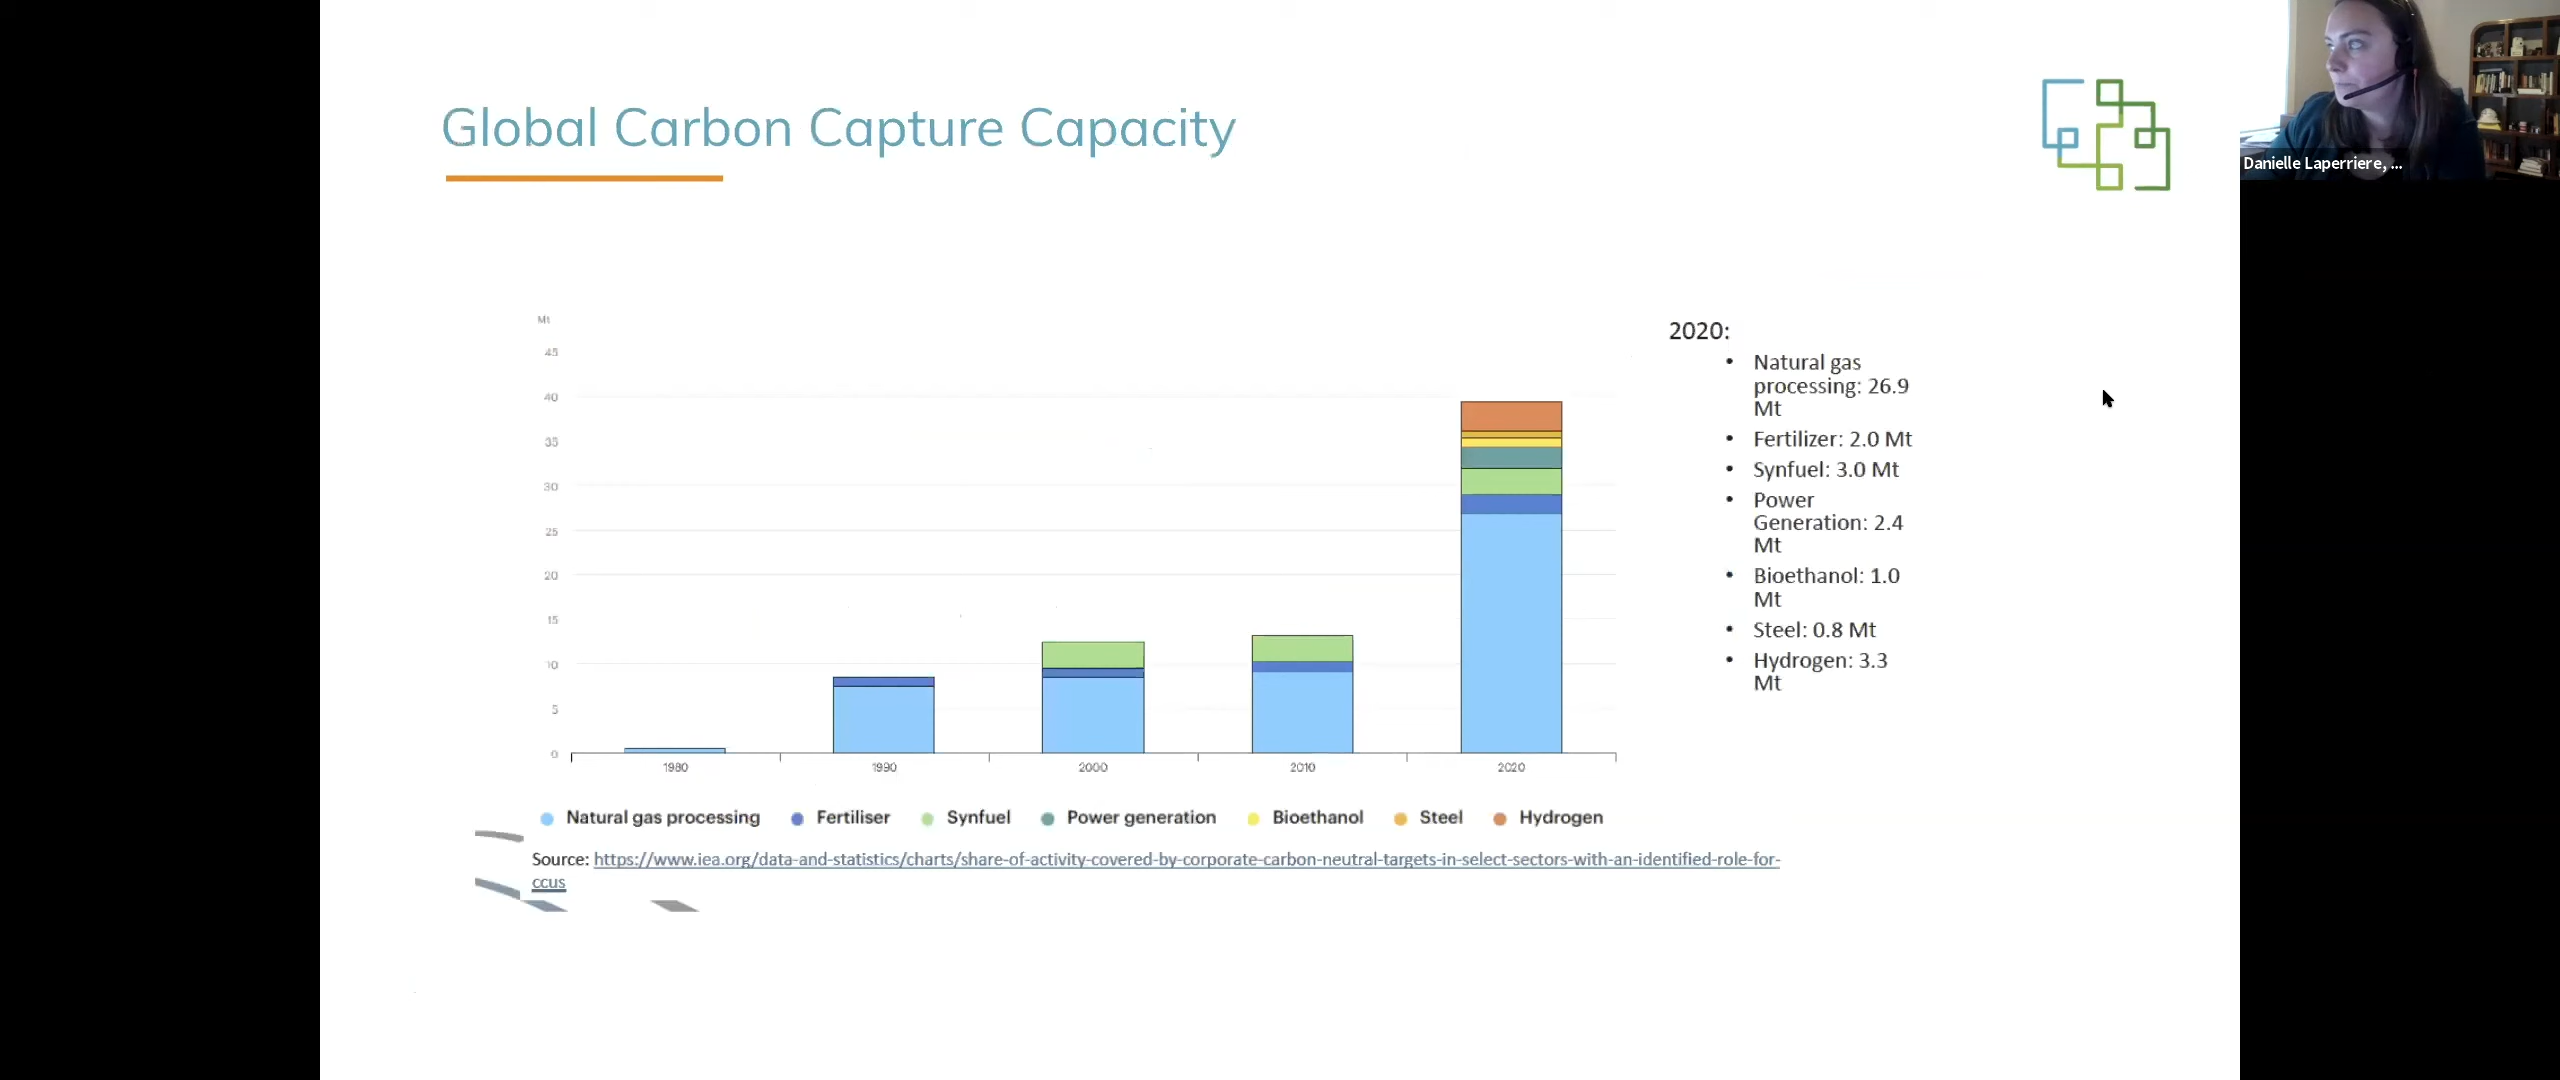 Global Carbon Capture Capacity
Danielle Laperriere, ...
Mt
45
40
35
30
25
20
15
10
5
0
1980 1990 2000 2010 2020
Natural gas processing Fertiliser Synfuel Power generation Bioethanol Steel Hydrogen
2020:
• Natural gas
processing: 26.9
Mt
• Fertilizer: 2.0 Mt
• Synfuel: 3.0 Mt
• Power
Generation: 2.4
Mt
• Bioethanol: 1.0
Mt
• Steel: 0.8 Mt
• Hydrogen: 3.3
Mt
Source: https://www.iea.org/data-and-statistics/charts/share-of-activity-covered-by-corporate-carbon-neutral-targets-in-select-sectors-with-an-identified-role-for-
ccus